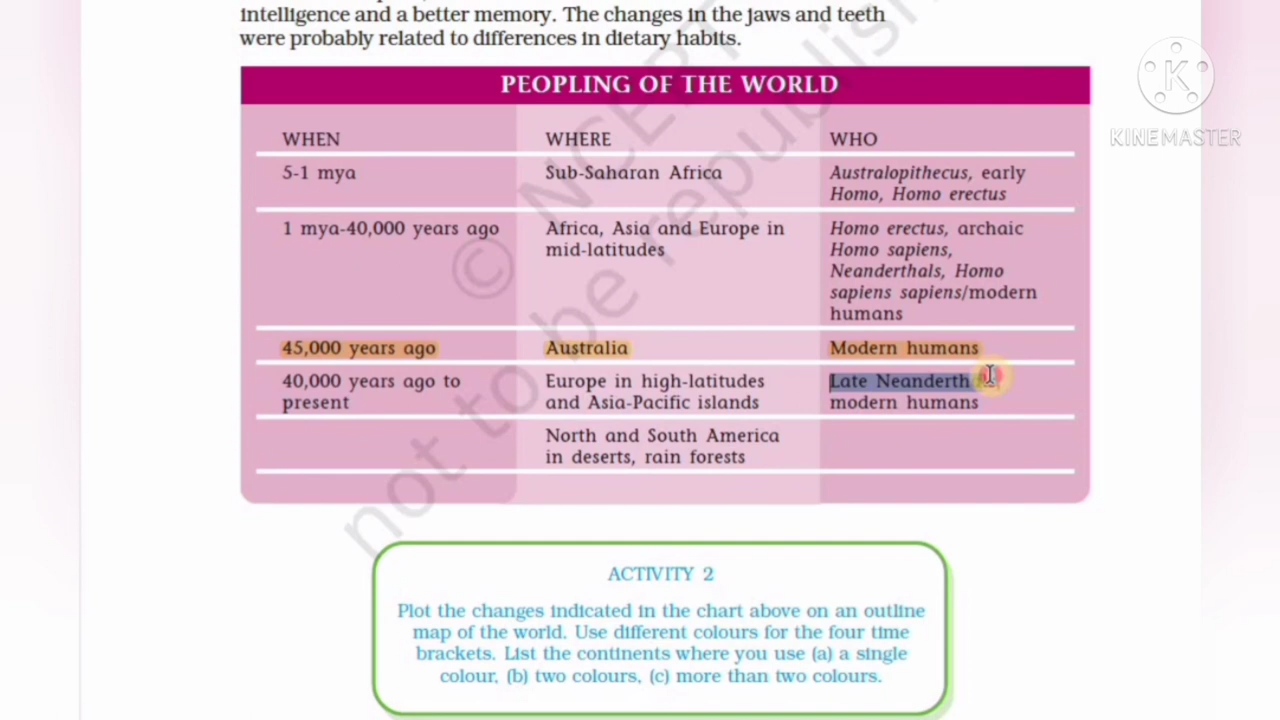 intelligence and a better memory. The changes in the jaws and teeth
were probably related to differences in dietary habits.
PEOPLING OF THE WORLD
WHEN WHERE WHO
5-1 mya Sub-Saharan Africa Australopithecus, early
Homo, Homo erectus
1 mya-40,000 years ago Africa, Asia and Europe in Homo erectus, archaic
mid-latitudes Homo sapiens,
Neanderthals, Homo
sapiens sapiens/modern
humans
45,000 years ago Australia Modern humans
40,000 years ago to Europe in high-latitudes Late
present and Asia-Pacific islands modern humans
North and South America
in deserts, rain forests
ACTIVITY 2
Plot the changes indicated in the chart above on an outline
map of the world. Use different colours for the four time
brackets. List the continents where you use (a) a single
colour, (b) two colours, (c) more than two colours.
© NCERT
not to be republish
K
KINEMASTER